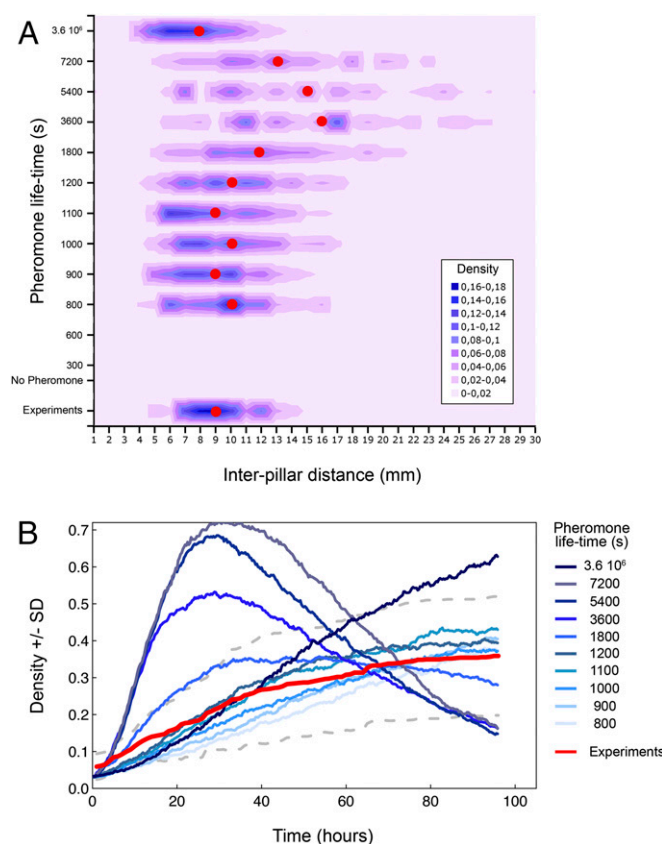 A
Pheromone life-time (s)
3.6 10⁶
7200
5400
3600
1800
1200
1100
1000
900
800
600
300
No Pheromone
Experiments
Density
0,16-0,18
0,14-0,16
0,12-0,14
0,1-0,12
0,08-0,1
0,06-0,08
0,04-0,06
0,02-0,04
0-0,02
1 2 3 4 5 6 7 8 9 10 11 12 13 14 15 16 17 18 19 20 21 22 23 24 25 26 27 28 29 30
Inter-pillar distance (mm)
B
Density +/- SD
0.7
0.6
0.5
0.4
0.3
0.2
0.1
0.0
0 20 40 60 80 100
Time (hours)
Pheromone
life-time (s)
3.6 10⁶
7200
5400
3600
1800
1200
1100
1000
900
800
Experiments